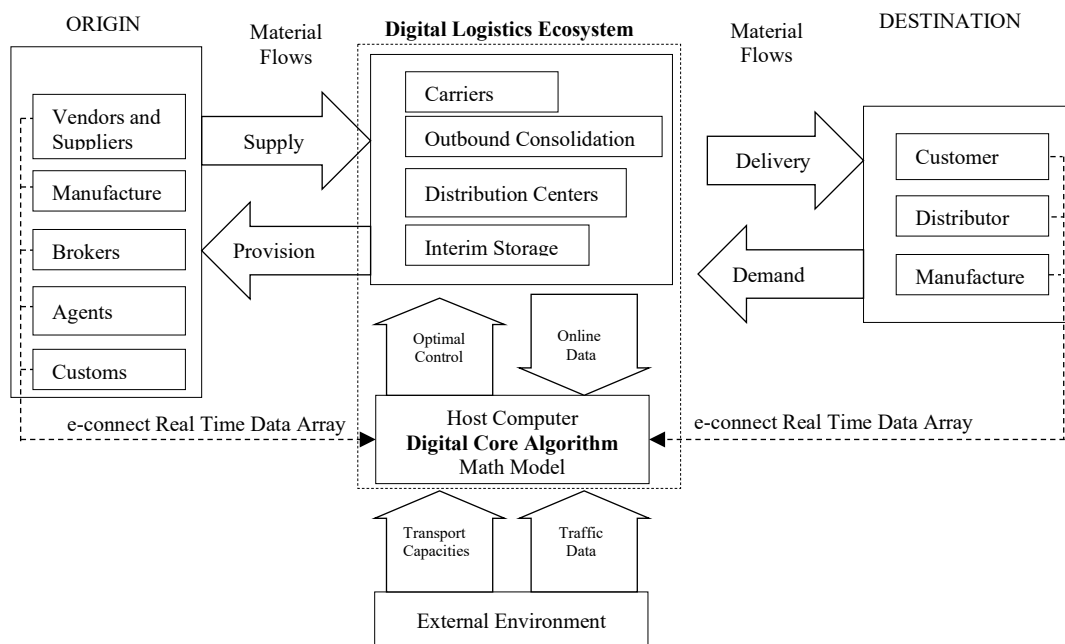 ORIGIN
Material
Flows
Digital Logistics Ecosystem
Material
Flows
DESTINATION
Vendors and
Suppliers
Manufacture
Brokers
Agents
Customs
Supply
Provision
Carriers
Outbound Consolidation
Distribution Centers
Interim Storage
Delivery
Demand
Customer
Distributor
Manufacture
Optimal
Control
Online
Data
e-connect Real Time Data Array
Host Computer
Digital Core Algorithm
Math Model
e-connect Real Time Data Array
Transport
Capacities
Traffic
Data
External Environment